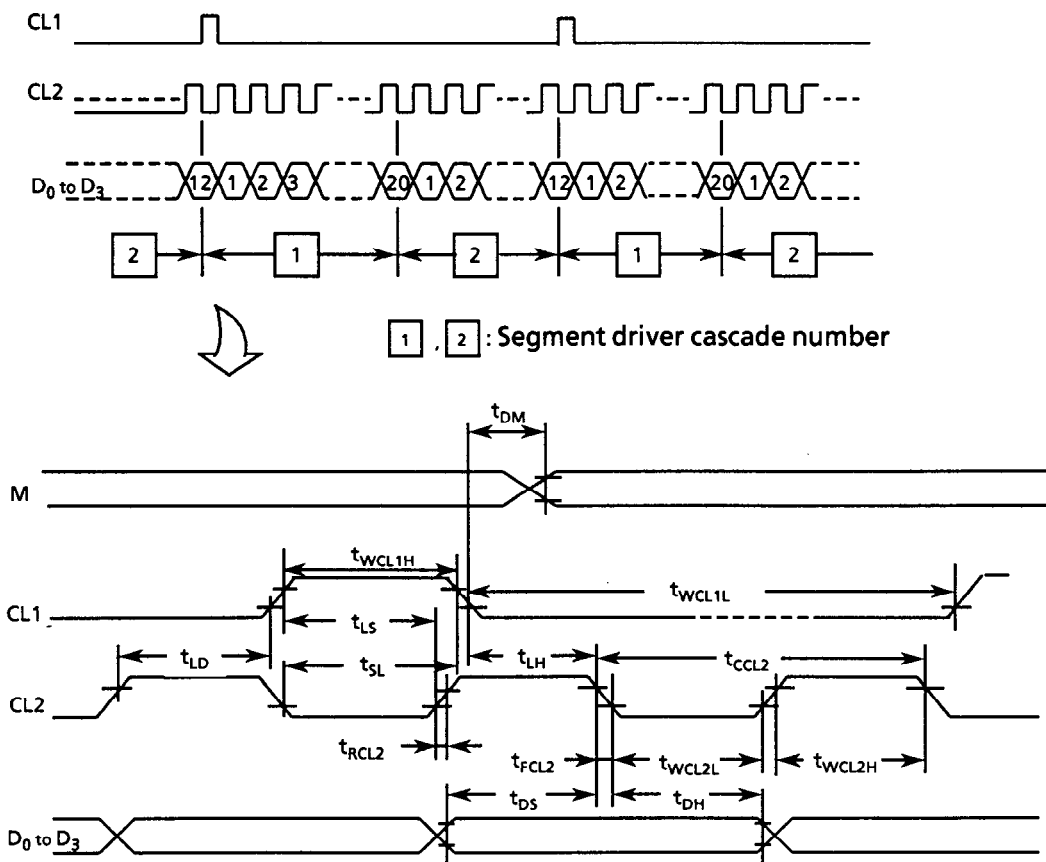 CL1
CL2
D0 to D3 12 1 2 3 20 1 2 12 1 2 20 1 2
2 1 2 1 2
1 , 2 : Segment driver cascade number
tDM
M
tWCL1H
tWCL1L
CL1
tLS
tLD tSL tLH tCCL2
CL2
tRCL2 tFCL2 tWCL2L tWCL2H
tDS tDH
D0 to D3